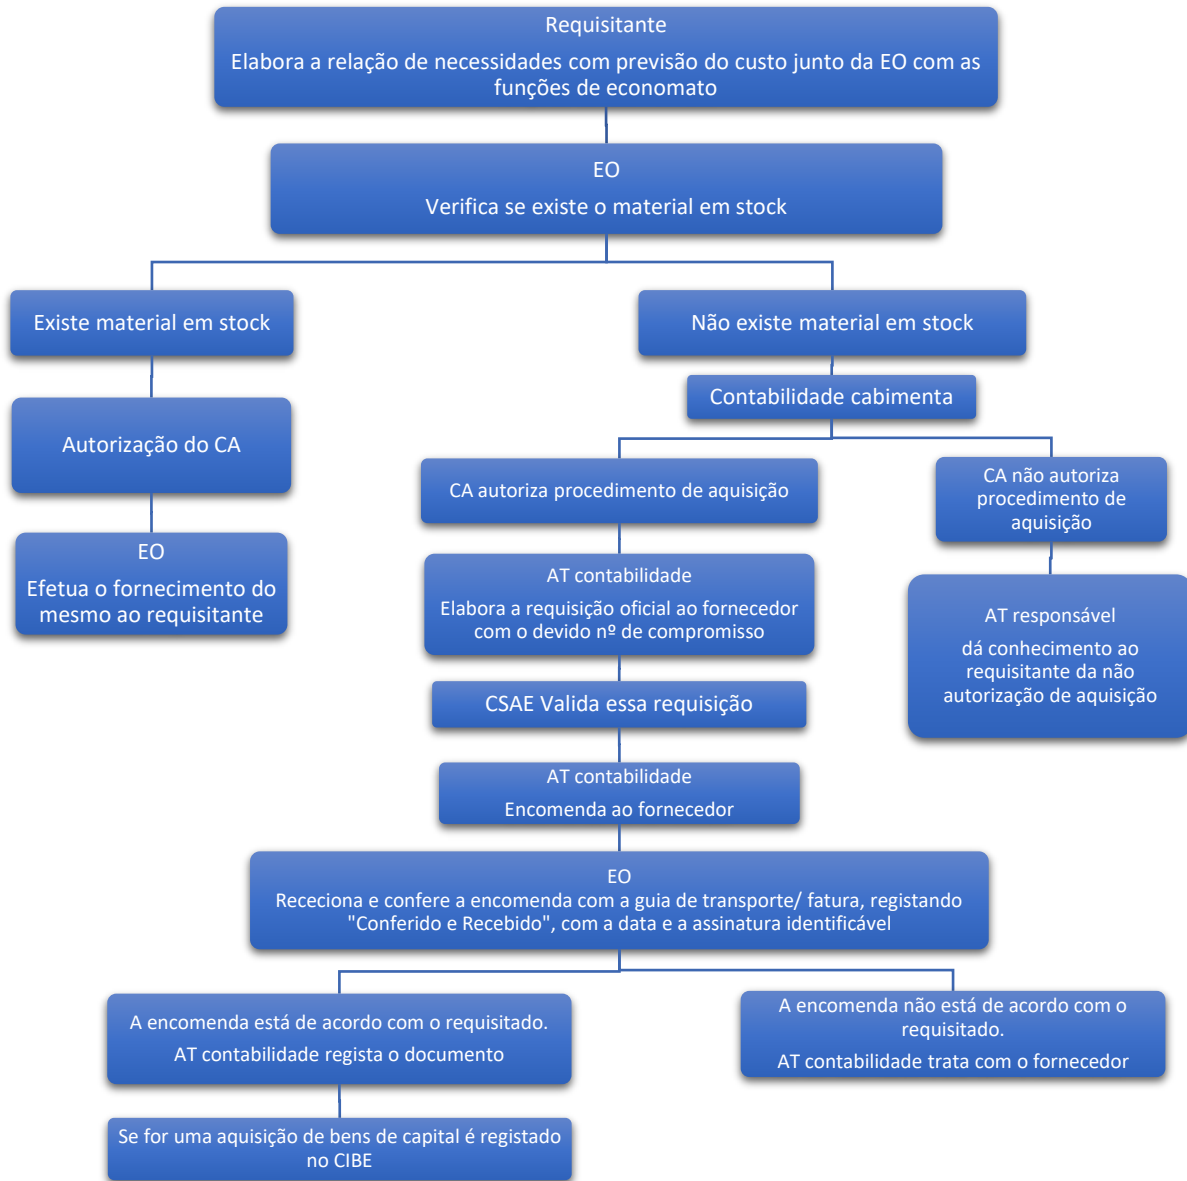 Requisitante
Elabora a relação de necessidades com previsão do custo junto da EO com as
funções de economato
EO
Verifica se existe o material em stock
Existe material em stock
Não existe material em stock
Contabilidade cabimenta
Autorização do CA
CA autoriza procedimento de aquisição
CA não autoriza
procedimento de
aquisição
EO
Efetua o fornecimento do
mesmo ao requisitante
AT contabilidade
Elabora a requisição oficial ao fornecedor
com o devido nº de compromisso
AT responsável
dá conhecimento ao
requisitante da não
autorização de aquisição
CSAE Valida essa requisição
AT contabilidade
Encomenda ao fornecedor
EO
Receciona e confere a encomenda com a guia de transporte/ fatura, registando
"Conferido e Recebido", com a data e a assinatura identificável
A encomenda está de acordo com o requisitado.
AT contabilidade regista o documento
A encomenda não está de acordo com o
requisitado.
AT contabilidade trata com o fornecedor
Se for uma aquisição de bens de capital é registado
no CIBE